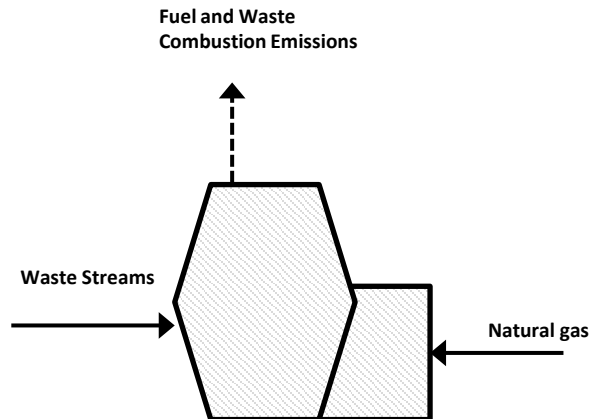 Fuel and Waste
Combustion Emissions
Waste Streams
Natural gas